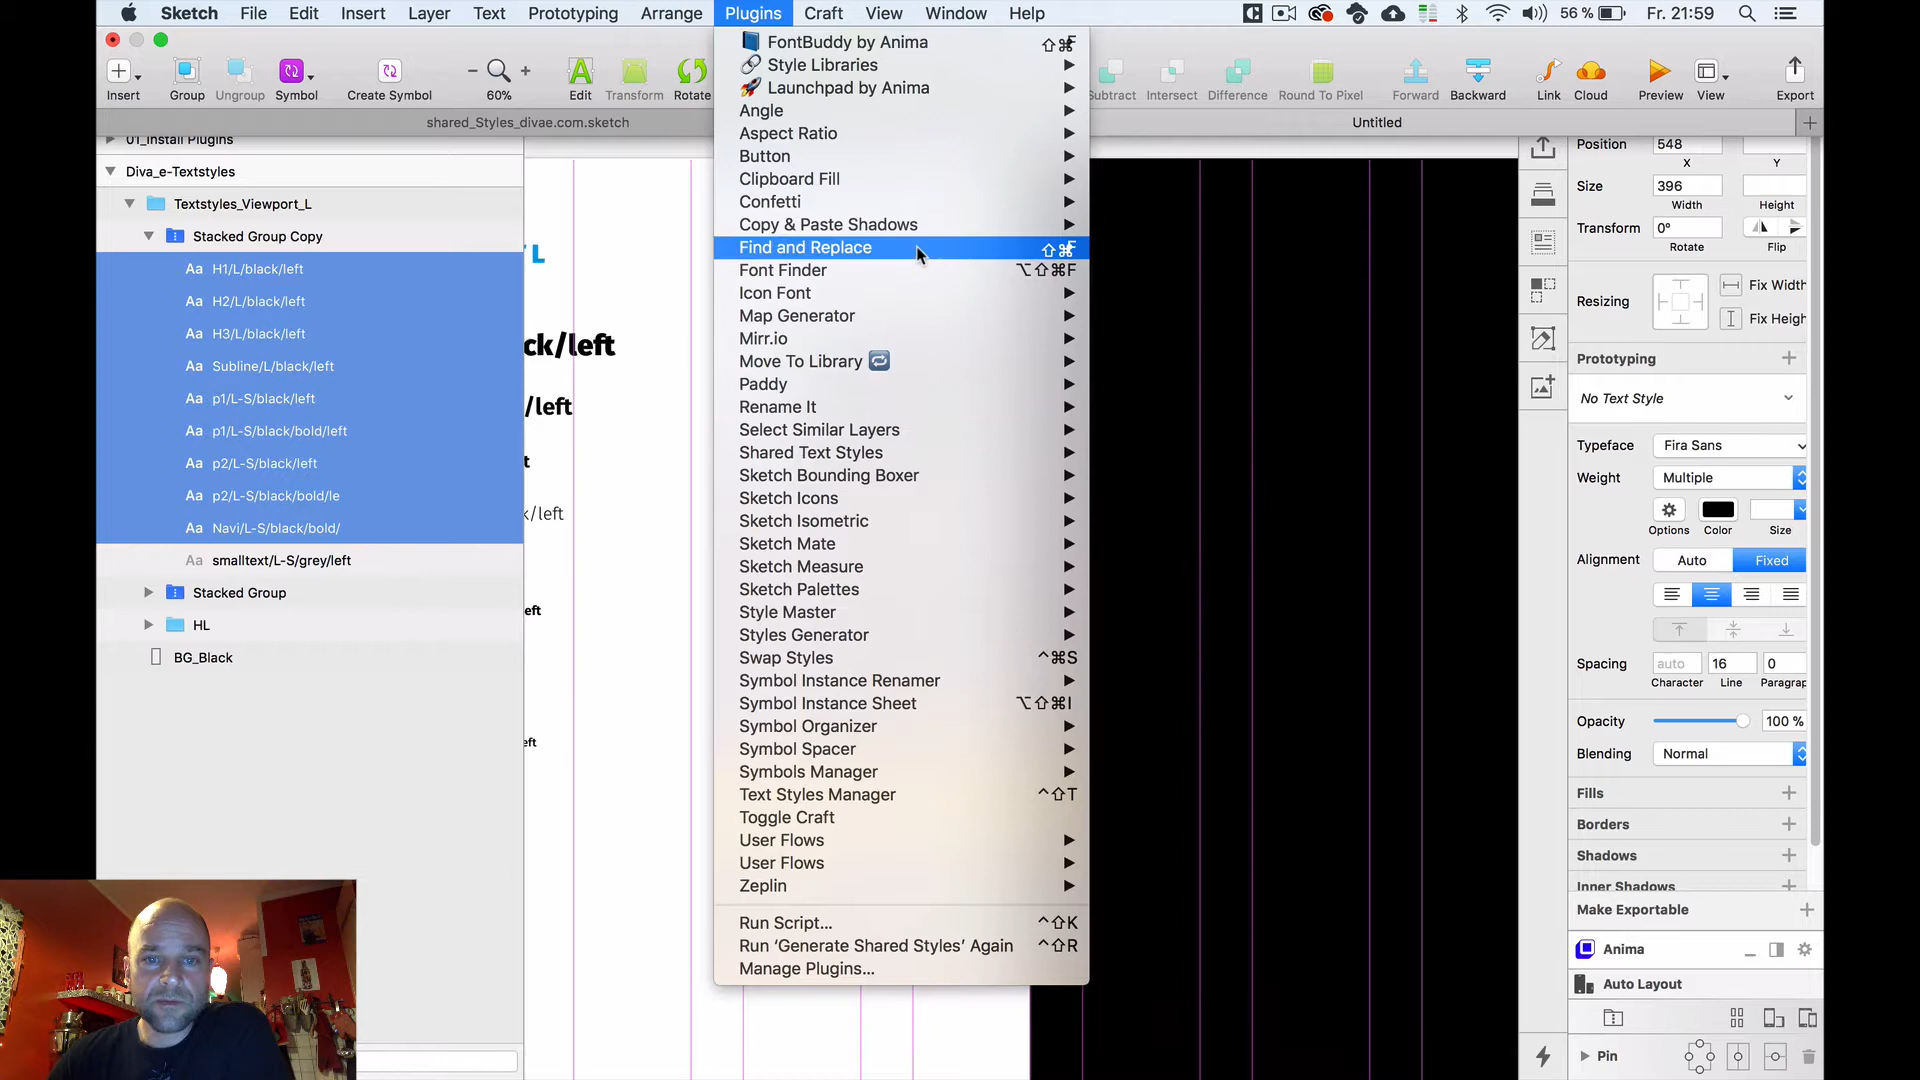 Sketch File Edit Insert Layer Text Prototyping Arrange Plugins Craft View Window Help 56 % Fr. 21:59
Insert Group Ungroup Symbol Create Symbol 60% Edit Transform Rotate Subtract Intersect Difference Round To Pixel Forward Backward Link Cloud Preview View Export
shared_Styles_divae.com.sketch
Untitled
01_Install Plugins
Diva_e-Textstyles
Textstyles_Viewport_L
Stacked Group Copy
Aa H1/L/black/left
Aa H2/L/black/left
Aa H3/L/black/left
Aa Subline/L/black/left
Aa p1/L-S/black/left
Aa p1/L-S/black/bold/left
Aa p2/L-S/black/left
Aa p2/L-S/black/bold/le
Aa Navi/L-S/black/bold/
Aa smalltext/L-S/grey/left
Stacked Group
HL
BG_Black
L
ck/left
/left
t
k/left
eft
eft
FontBuddy by Anima ⇧⌘F
Style Libraries
Launchpad by Anima
Angle
Aspect Ratio
Button
Clipboard Fill
Confetti
Copy & Paste Shadows
Find and Replace ⇧⌘F
Font Finder ⌥⇧⌘F
Icon Font
Map Generator
Mirr.io
Move To Library
Paddy
Rename It
Select Similar Layers
Shared Text Styles
Sketch Bounding Boxer
Sketch Icons
Sketch Isometric
Sketch Mate
Sketch Measure
Sketch Palettes
Style Master
Styles Generator
Swap Styles ^⌘S
Symbol Instance Renamer
Symbol Instance Sheet ⌥⇧⌘I
Symbol Organizer
Symbol Spacer
Symbols Manager
Text Styles Manager ^⇧T
Toggle Craft
User Flows
User Flows
Zeplin
Run Script... ^⇧K
Run ‘Generate Shared Styles’ Again ^⇧R
Manage Plugins...
Position 548
X Y
Size 396
Width Height
Transform 0°
Rotate Flip
Resizing Fix Width
Fix Heigh
Prototyping
No Text Style
Typeface Fira Sans
Weight Multiple
Options Color Size
Alignment Auto Fixed
Spacing auto 16 0
Character Line Paragrap
Opacity 100 %
Blending Normal
Fills
Borders
Shadows
Inner Shadows
Make Exportable
Anima
Auto Layout
Pin